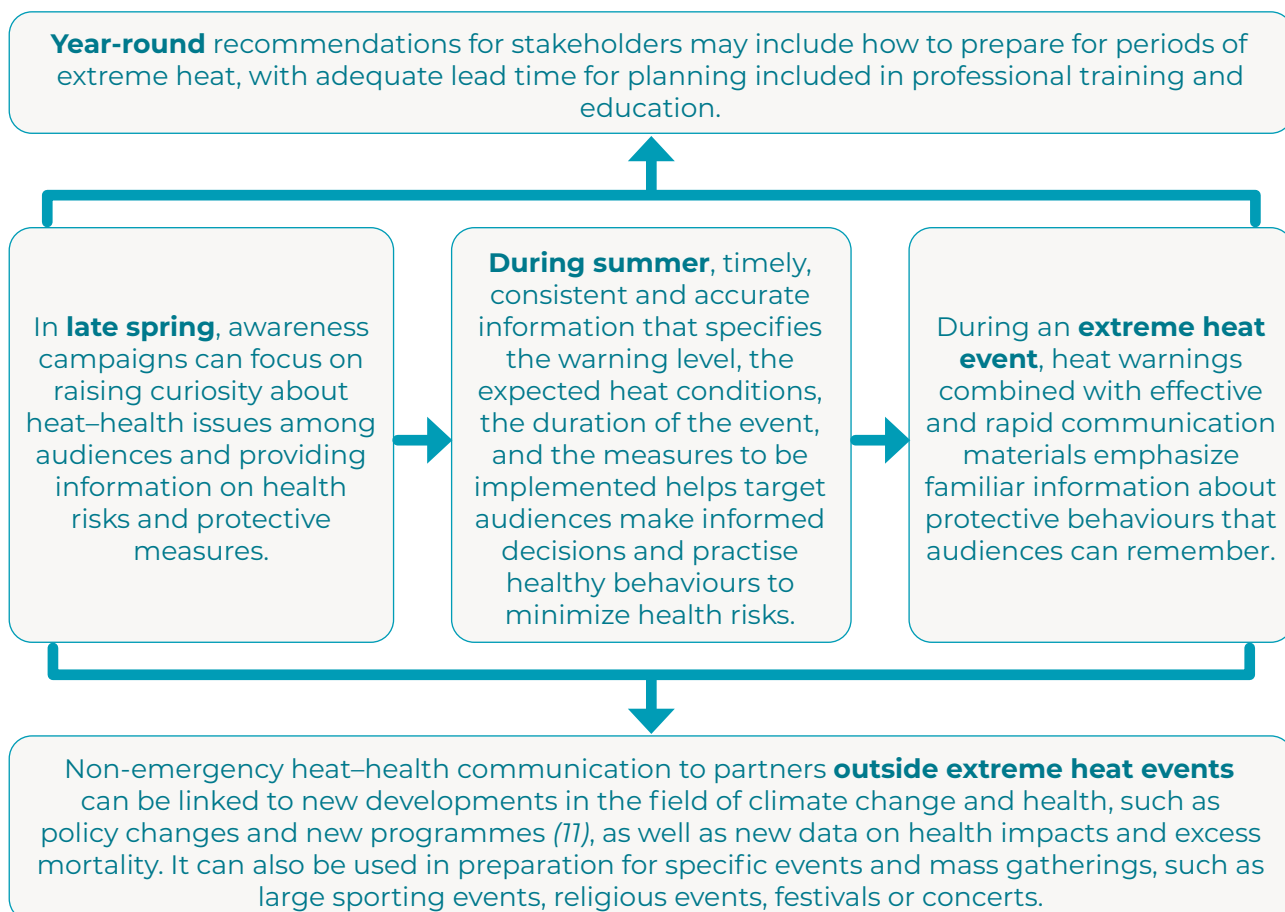 Year-round recommendations for stakeholders may include how to prepare for periods of
extreme heat, with adequate lead time for planning included in professional training and
education.
In late spring, awareness
campaigns can focus on
raising curiosity about
heat–health issues among
audiences and providing
information on health
risks and protective
measures.
During summer, timely,
consistent and accurate
information that specifies
the warning level, the
expected heat conditions,
the duration of the event,
and the measures to be
implemented helps target
audiences make informed
decisions and practise
healthy behaviours to
minimize health risks.
During an extreme heat
event, heat warnings
combined with effective
and rapid communication
materials emphasize
familiar information about
protective behaviours that
audiences can remember.
Non-emergency heat–health communication to partners outside extreme heat events
can be linked to new developments in the field of climate change and health, such as
policy changes and new programmes (11), as well as new data on health impacts and excess
mortality. It can also be used in preparation for specific events and mass gatherings, such as
large sporting events, religious events, festivals or concerts.